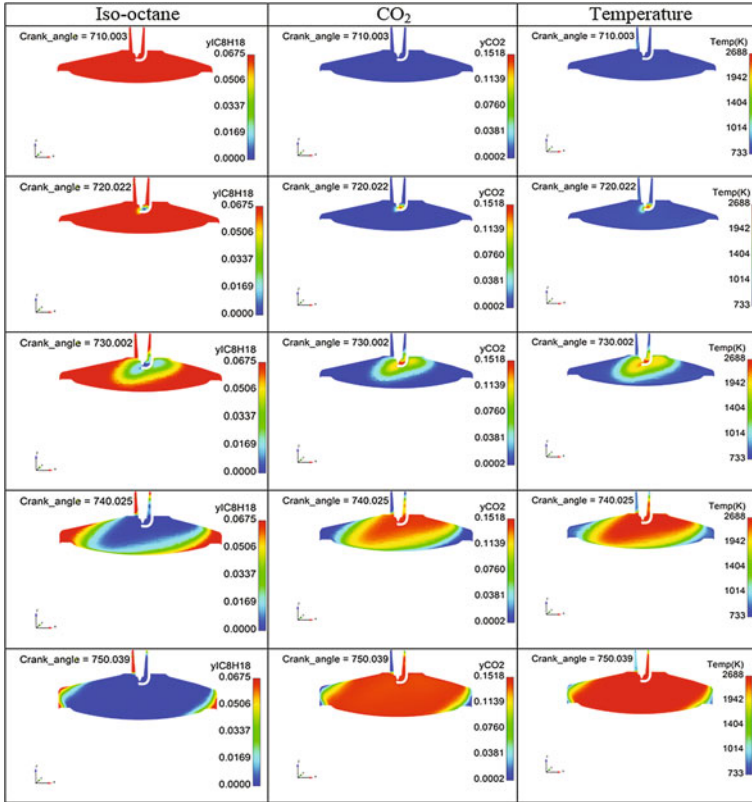 Iso-octane CO₂ Temperature
Crank_angle = 710.003 yIC8H18 Crank_angle = 710.003 yCO2 Crank_angle = 710.003 Temp(K)
0.0675 0.1518 2688
0.0506 0.1139 1942
0.0337 0.0760 1404
0.0169 0.0381 1014
0.0000 0.0002 733
Crank_angle = 720.022 yIC8H18 Crank_angle = 720.022 yCO2 Crank_angle = 720.022 Temp(K)
0.0675 0.1518 2688
0.0506 0.1139 1942
0.0337 0.0760 1404
0.0169 0.0381 1014
0.0000 0.0002 733
Crank_angle = 730.002 yIC8H18 Crank_angle = 730.002 yCO2 Crank_angle = 730.002 Temp(K)
0.0675 0.1518 2688
0.0506 0.1139 1942
0.0337 0.0760 1404
0.0169 0.0381 1014
0.0000 0.0002 733
Crank_angle = 740.025 yIC8H18 Crank_angle = 740.025 yCO2 Crank_angle = 740.025 Temp(K)
0.0675 0.1518 2688
0.0506 0.1139 1942
0.0337 0.0760 1404
0.0169 0.0381 1014
0.0000 0.0002 733
Crank_angle = 750.039 yIC8H18 Crank_angle = 750.039 yCO2 Crank_angle = 750.039 Temp(K)
0.0675 0.1518 2688
0.0506 0.1139 1942
0.0337 0.0760 1404
0.0169 0.0381 1014
0.0000 0.0002 733